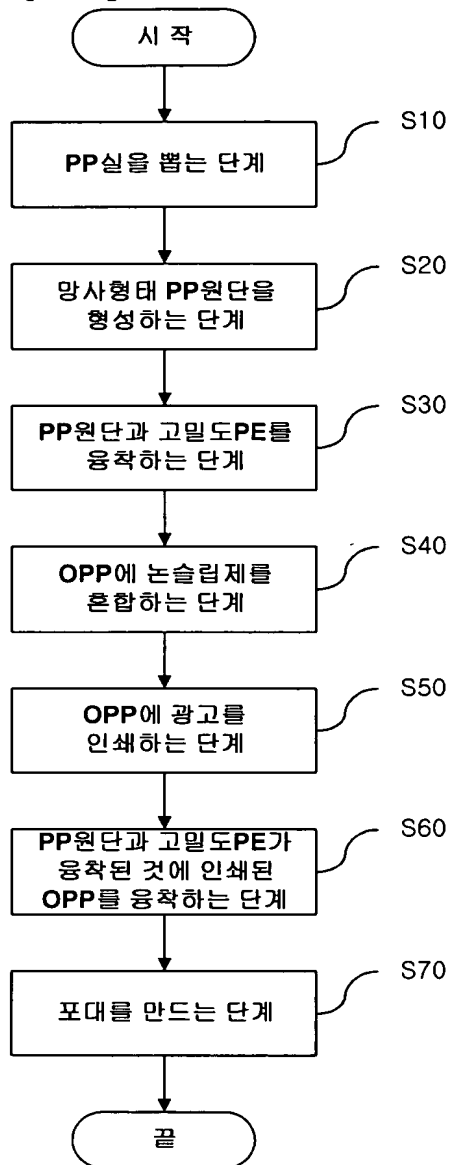 시 작
S10
PP실을 뽑는 단계
S20
망사형태 PP원단을
형성하는 단계
S30
PP원단과 고밀도PE를
융착하는 단계
S40
OPP에 논슬립제를
혼합하는 단계
S50
OPP에 광고를
인쇄하는 단계
S60
PP원단과 고밀도PE가
융착된 것에 인쇄된
OPP를 융착하는 단계
S70
포대를 만드는 단계
끝